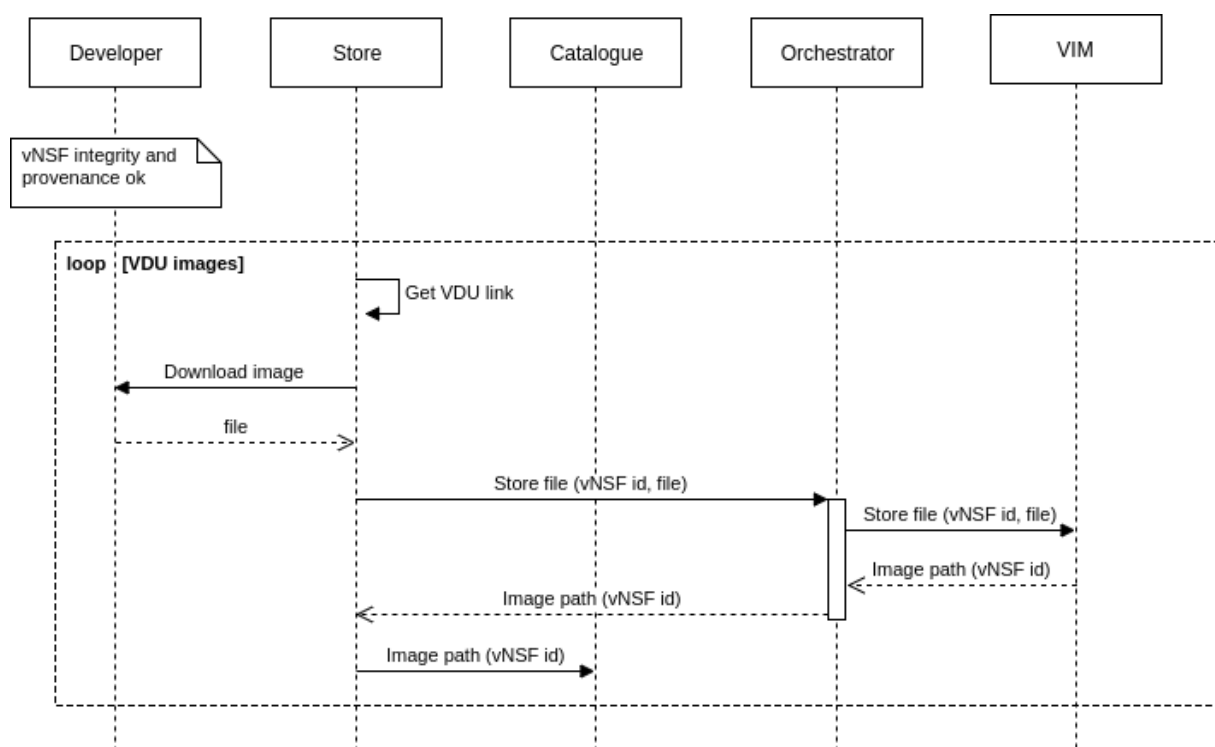 Developer
Store
Catalogue
Orchestrator
VIM
vNSF integrity and
provenance ok
loop [VDU images]
Get VDU link
Download image
file
Store file (vNSF id, file)
Store file (vNSF id, file)
Image path (vNSF id)
Image path (vNSF id)
Image path (vNSF id)